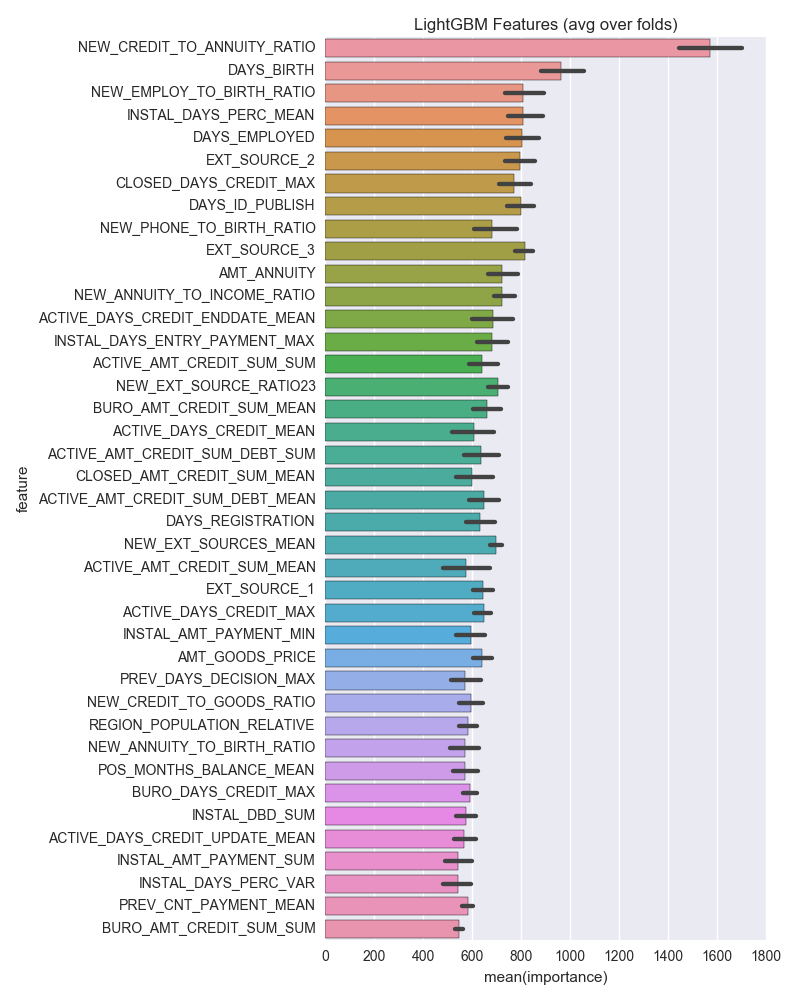 LightGBM Features (avg over folds)
NEW_CREDIT_TO_ANNUITY_RATIO
DAYS_BIRTH
NEW_EMPLOY_TO_BIRTH_RATIO
INSTAL_DAYS_PERC_MEAN
DAYS_EMPLOYED
EXT_SOURCE_2
CLOSED_DAYS_CREDIT_MAX
DAYS_ID_PUBLISH
NEW_PHONE_TO_BIRTH_RATIO
EXT_SOURCE_3
AMT_ANNUITY
NEW_ANNUITY_TO_INCOME_RATIO
ACTIVE_DAYS_CREDIT_ENDDATE_MEAN
INSTAL_DAYS_ENTRY_PAYMENT_MAX
ACTIVE_AMT_CREDIT_SUM_SUM
NEW_EXT_SOURCE_RATIO23
BURO_AMT_CREDIT_SUM_MEAN
ACTIVE_DAYS_CREDIT_MEAN
ACTIVE_AMT_CREDIT_SUM_DEBT_SUM
CLOSED_AMT_CREDIT_SUM_MEAN
ACTIVE_AMT_CREDIT_SUM_DEBT_MEAN
DAYS_REGISTRATION
NEW_EXT_SOURCES_MEAN
ACTIVE_AMT_CREDIT_SUM_MEAN
EXT_SOURCE_1
ACTIVE_DAYS_CREDIT_MAX
INSTAL_AMT_PAYMENT_MIN
AMT_GOODS_PRICE
PREV_DAYS_DECISION_MAX
NEW_CREDIT_TO_GOODS_RATIO
REGION_POPULATION_RELATIVE
NEW_ANNUITY_TO_BIRTH_RATIO
POS_MONTHS_BALANCE_MEAN
BURO_DAYS_CREDIT_MAX
INSTAL_DBD_SUM
ACTIVE_DAYS_CREDIT_UPDATE_MEAN
INSTAL_AMT_PAYMENT_SUM
INSTAL_DAYS_PERC_VAR
PREV_CNT_PAYMENT_MEAN
BURO_AMT_CREDIT_SUM_SUM
feature
0 200 400 600 800 1000 1200 1400 1600 1800
mean(importance)